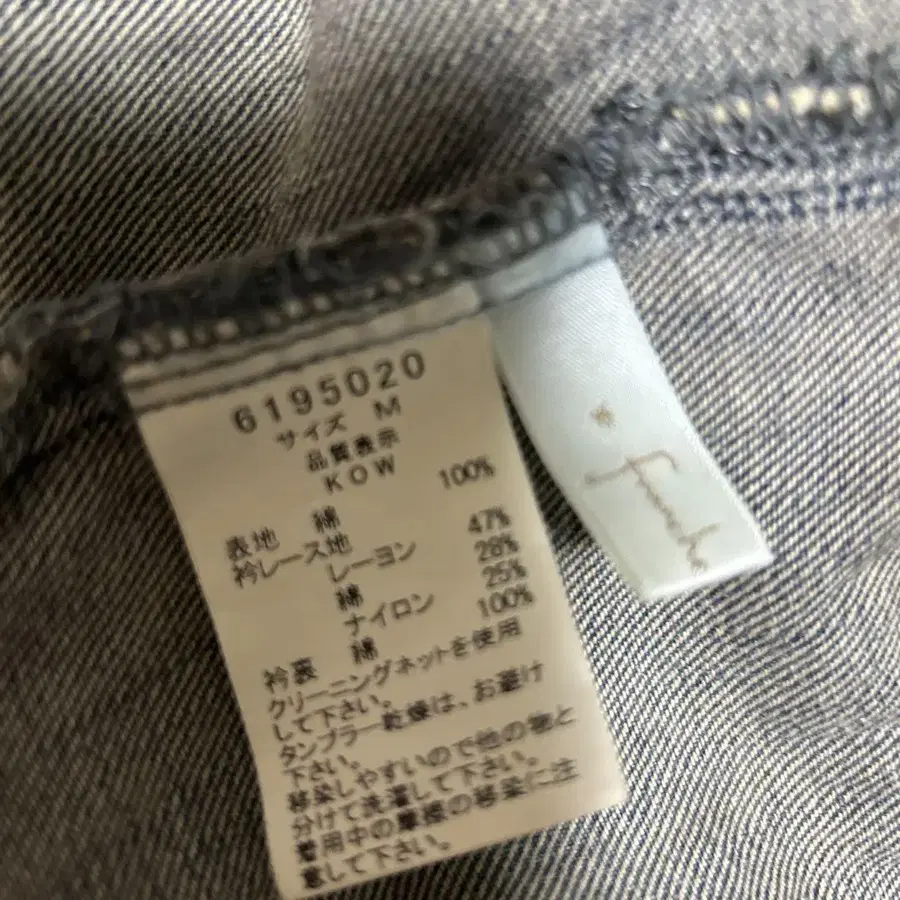 6195020
サイズ M
品質表示
KOW
表地 綿 100%
衿レース地
レーヨン 47%
綿 28%
ナイロン 25%
衿裏 綿 100%
クリーニングネットを使用
して下さい。
タンブラー乾燥は、お避け
下さい。
移染しやすいので他の物と
分けて洗濯して下さい。
着用中の摩擦の移染に注
意して下さい。